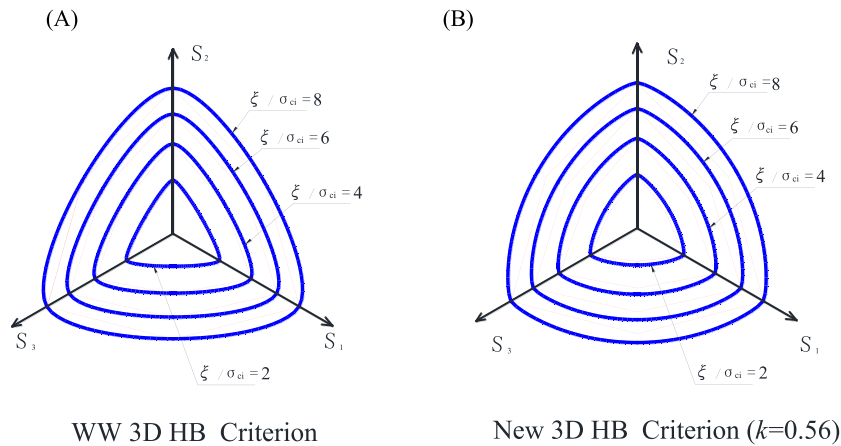 (A)
S₂
ξ / σci=8
ξ / σci=6
ξ / σci=4
S₃
S₁
ξ / σci=2
WW 3D HB Criterion
(B)
S₂
ξ / σci=8
ξ / σci=6
ξ / σci=4
S₃
S₁
ξ / σci=2
New 3D HB Criterion (k=0.56)